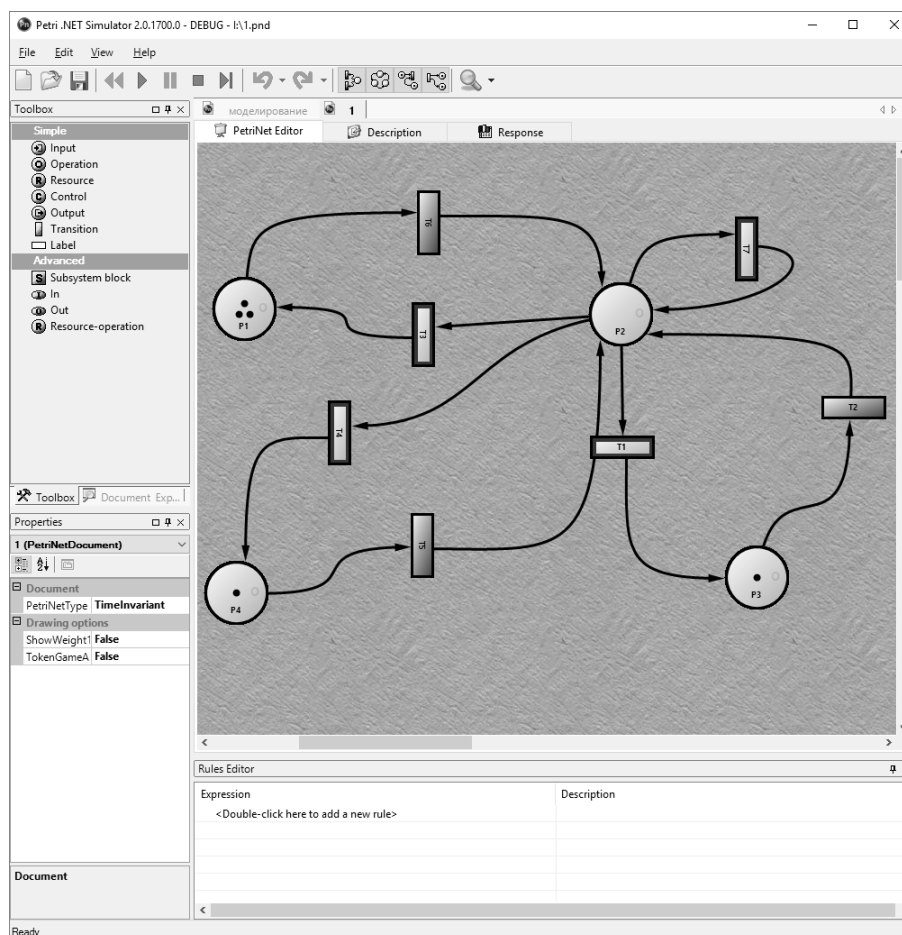 Petri .NET Simulator 2.0.1700.0 - DEBUG - I:\1.pnd
File Edit View Help
Toolbox
моделирование 1
Simple
PetriNet Editor Description Response
Input
Operation
Resource
Control
Output
Transition
Label
Advanced
Subsystem block
In
Out
Resource-operation
T6
T7
P1
T3
P2
T4
T1
T2
T5
P4
P3
Toolbox Document Exp...
Properties
1 (PetriNetDocument)
Document
PetriNetType TimeInvariant
Drawing options
ShowWeight1 False
TokenGameA False
Rules Editor
Expression Description
<Double-click here to add a new rule>
Document
Ready